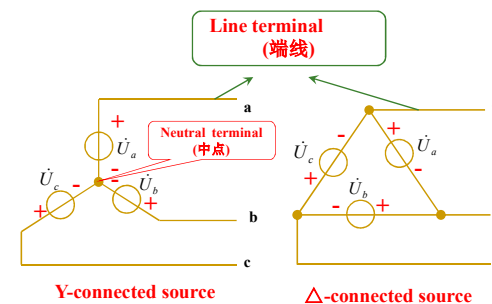 Line terminal
(端线)
a
+
Neutral terminal
(中点)
U̇a
-
-
-
U̇c
U̇b
+
+
b
c
Y-connected source
-
+
U̇c
U̇a
+
-
U̇b
-
+
△-connected source